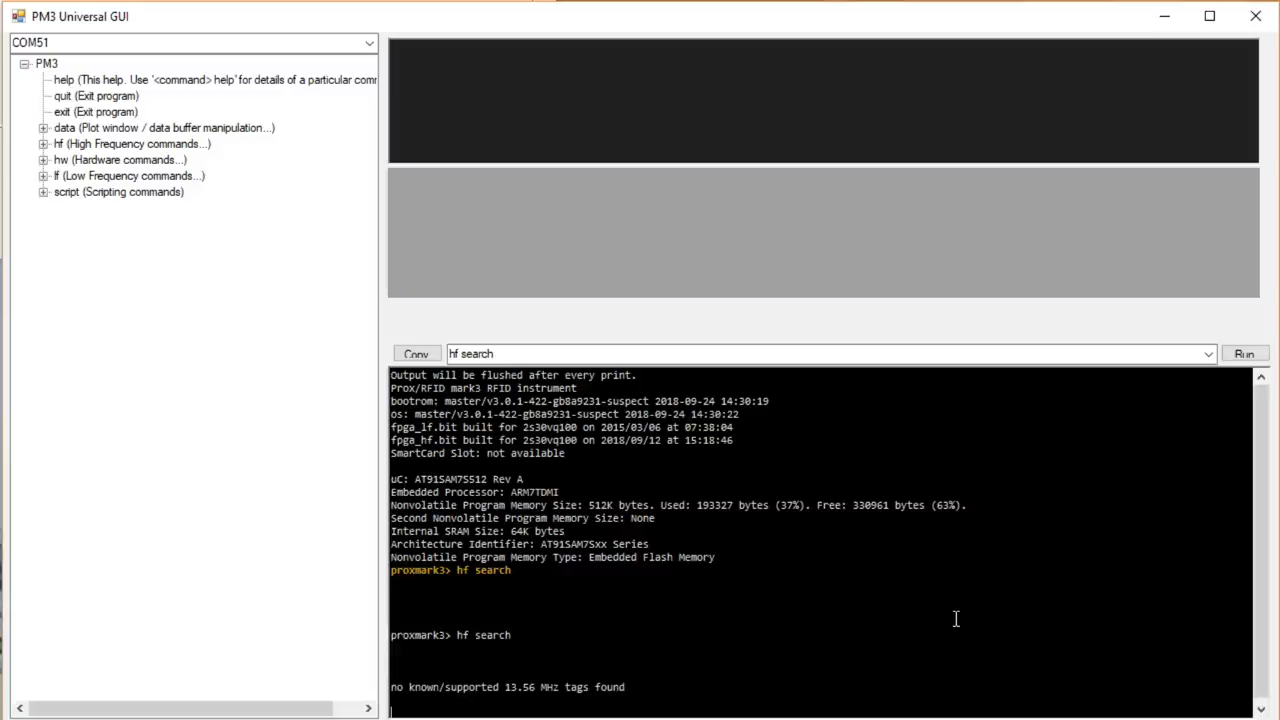 PM3 Universal GUI
COM51
PM3
help (This help. Use '<command> help' for details of a particular comm
quit (Exit program)
exit (Exit program)
data (Plot window / data buffer manipulation...)
hf (High Frequency commands...)
hw (Hardware commands...)
lf (Low Frequency commands...)
script (Scripting commands)
Copy
hf search
Run
Output will be flushed after every print.
Prox/RFID mark3 RFID instrument
bootrom: master/v3.0.1-422-gb8a9231-suspect 2018-09-24 14:30:19
os: master/v3.0.1-422-gb8a9231-suspect 2018-09-24 14:30:22
fpga_lf.bit built for 2s30vq100 on 2015/03/06 at 07:38:04
fpga_hf.bit built for 2s30vq100 on 2018/09/12 at 15:18:46
SmartCard Slot: not available
uC: AT91SAM7S512 Rev A
Embedded Processor: ARM7TDMI
Nonvolatile Program Memory Size: 512K bytes. Used: 193327 bytes (37%). Free: 330961 bytes (63%).
Second Nonvolatile Program Memory Size: None
Internal SRAM Size: 64K bytes
Architecture Identifier: AT91SAM7Sxx Series
Nonvolatile Program Memory Type: Embedded Flash Memory
proxmark3> hf search
proxmark3> hf search
no known/supported 13.56 MHz tags found